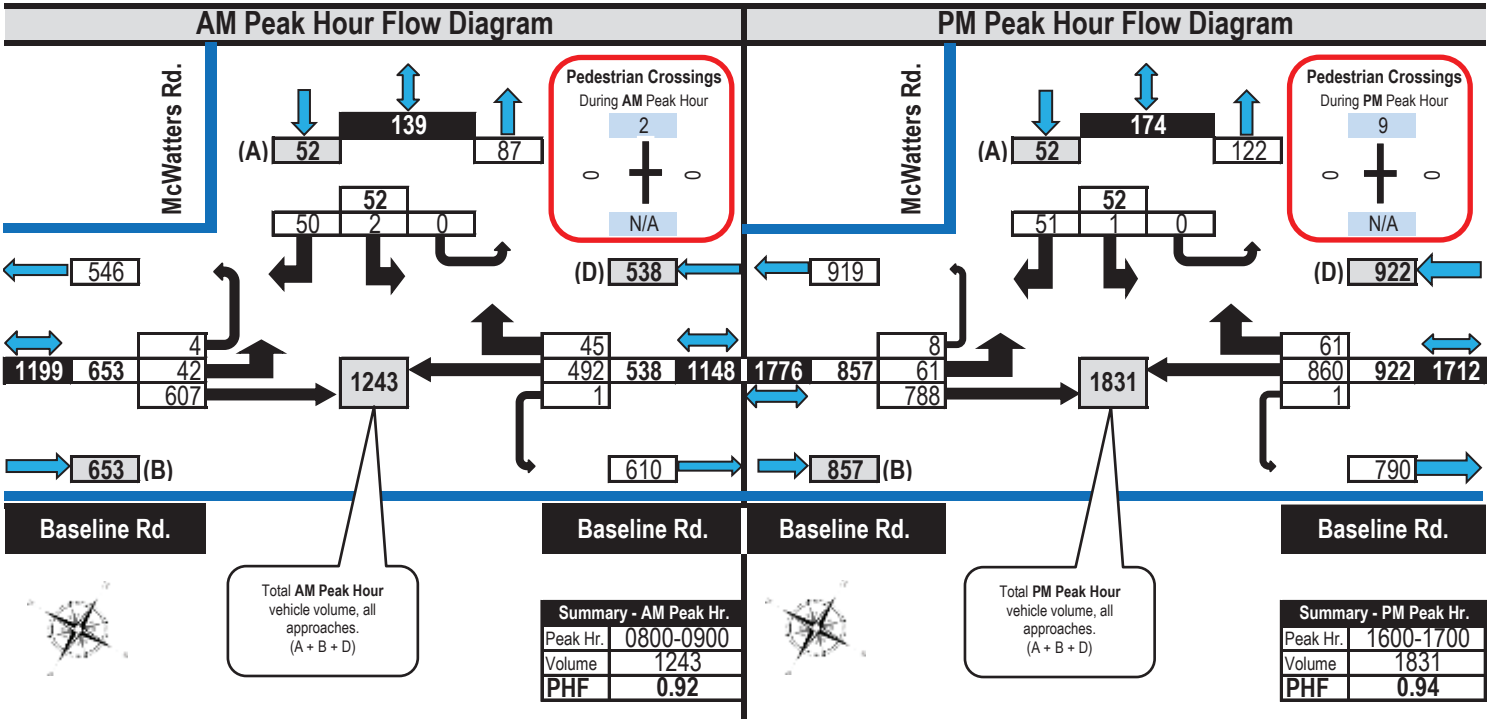 AM Peak Hour Flow Diagram
McWatters Rd.
139
(A) 52
87
52
50 2 0
Pedestrian Crossings
During AM Peak Hour
2
0 0
N/A
546
(D) 538
4
1199 653 42
607
1243
45
492 538 1148
1
653 (B)
610
Baseline Rd.
Baseline Rd.
Total AM Peak Hour
vehicle volume, all
approaches.
(A + B + D)
Summary - AM Peak Hr.
Peak Hr. 0800-0900
Volume 1243
PHF 0.92
PM Peak Hour Flow Diagram
McWatters Rd.
174
(A) 52
122
52
51 1 0
Pedestrian Crossings
During PM Peak Hour
9
0 0
N/A
919
(D) 922
8
1776 857 61
788
1831
61
860 922 1712
1
857 (B)
790
Baseline Rd.
Baseline Rd.
Total PM Peak Hour
vehicle volume, all
approaches.
(A + B + D)
Summary - PM Peak Hr.
Peak Hr. 1600-1700
Volume 1831
PHF 0.94